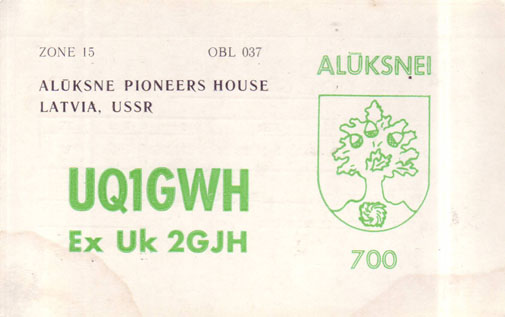 ZONE 15 OBL 037
ALŪKSNE PIONEERS HOUSE
LATVIA, USSR
UQ1GWH
Ex Uk 2GJH
ALŪKSNEI
700